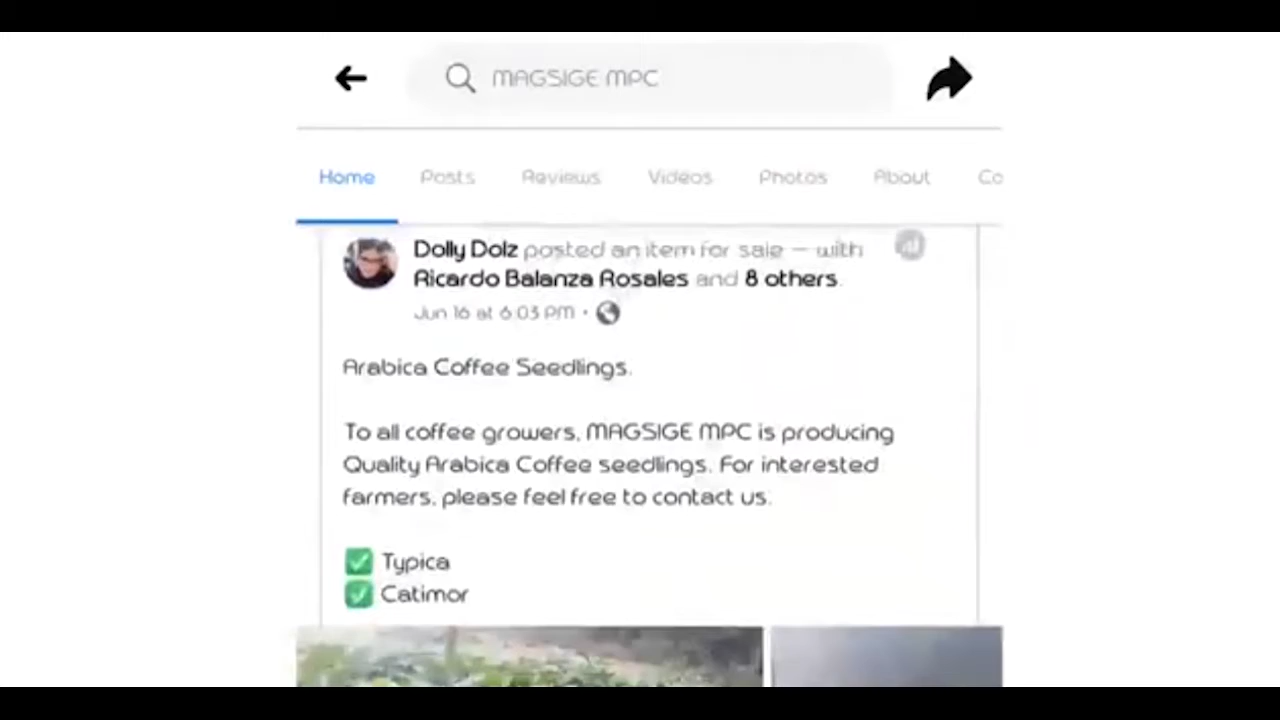 MAGSIGE MPC
Home Posts Reviews Videos Photos About Co
Dolly Dolz posted an item for sale — with
Ricardo Balanza Rosales and 8 others.
Jun 16 at 6:03 PM ·
Arabica Coffee Seedlings.
To all coffee growers, MAGSIGE MPC is producing
Quality Arabica Coffee seedlings. For interested
farmers, please feel free to contact us.
✅ Typica
✅ Catimor